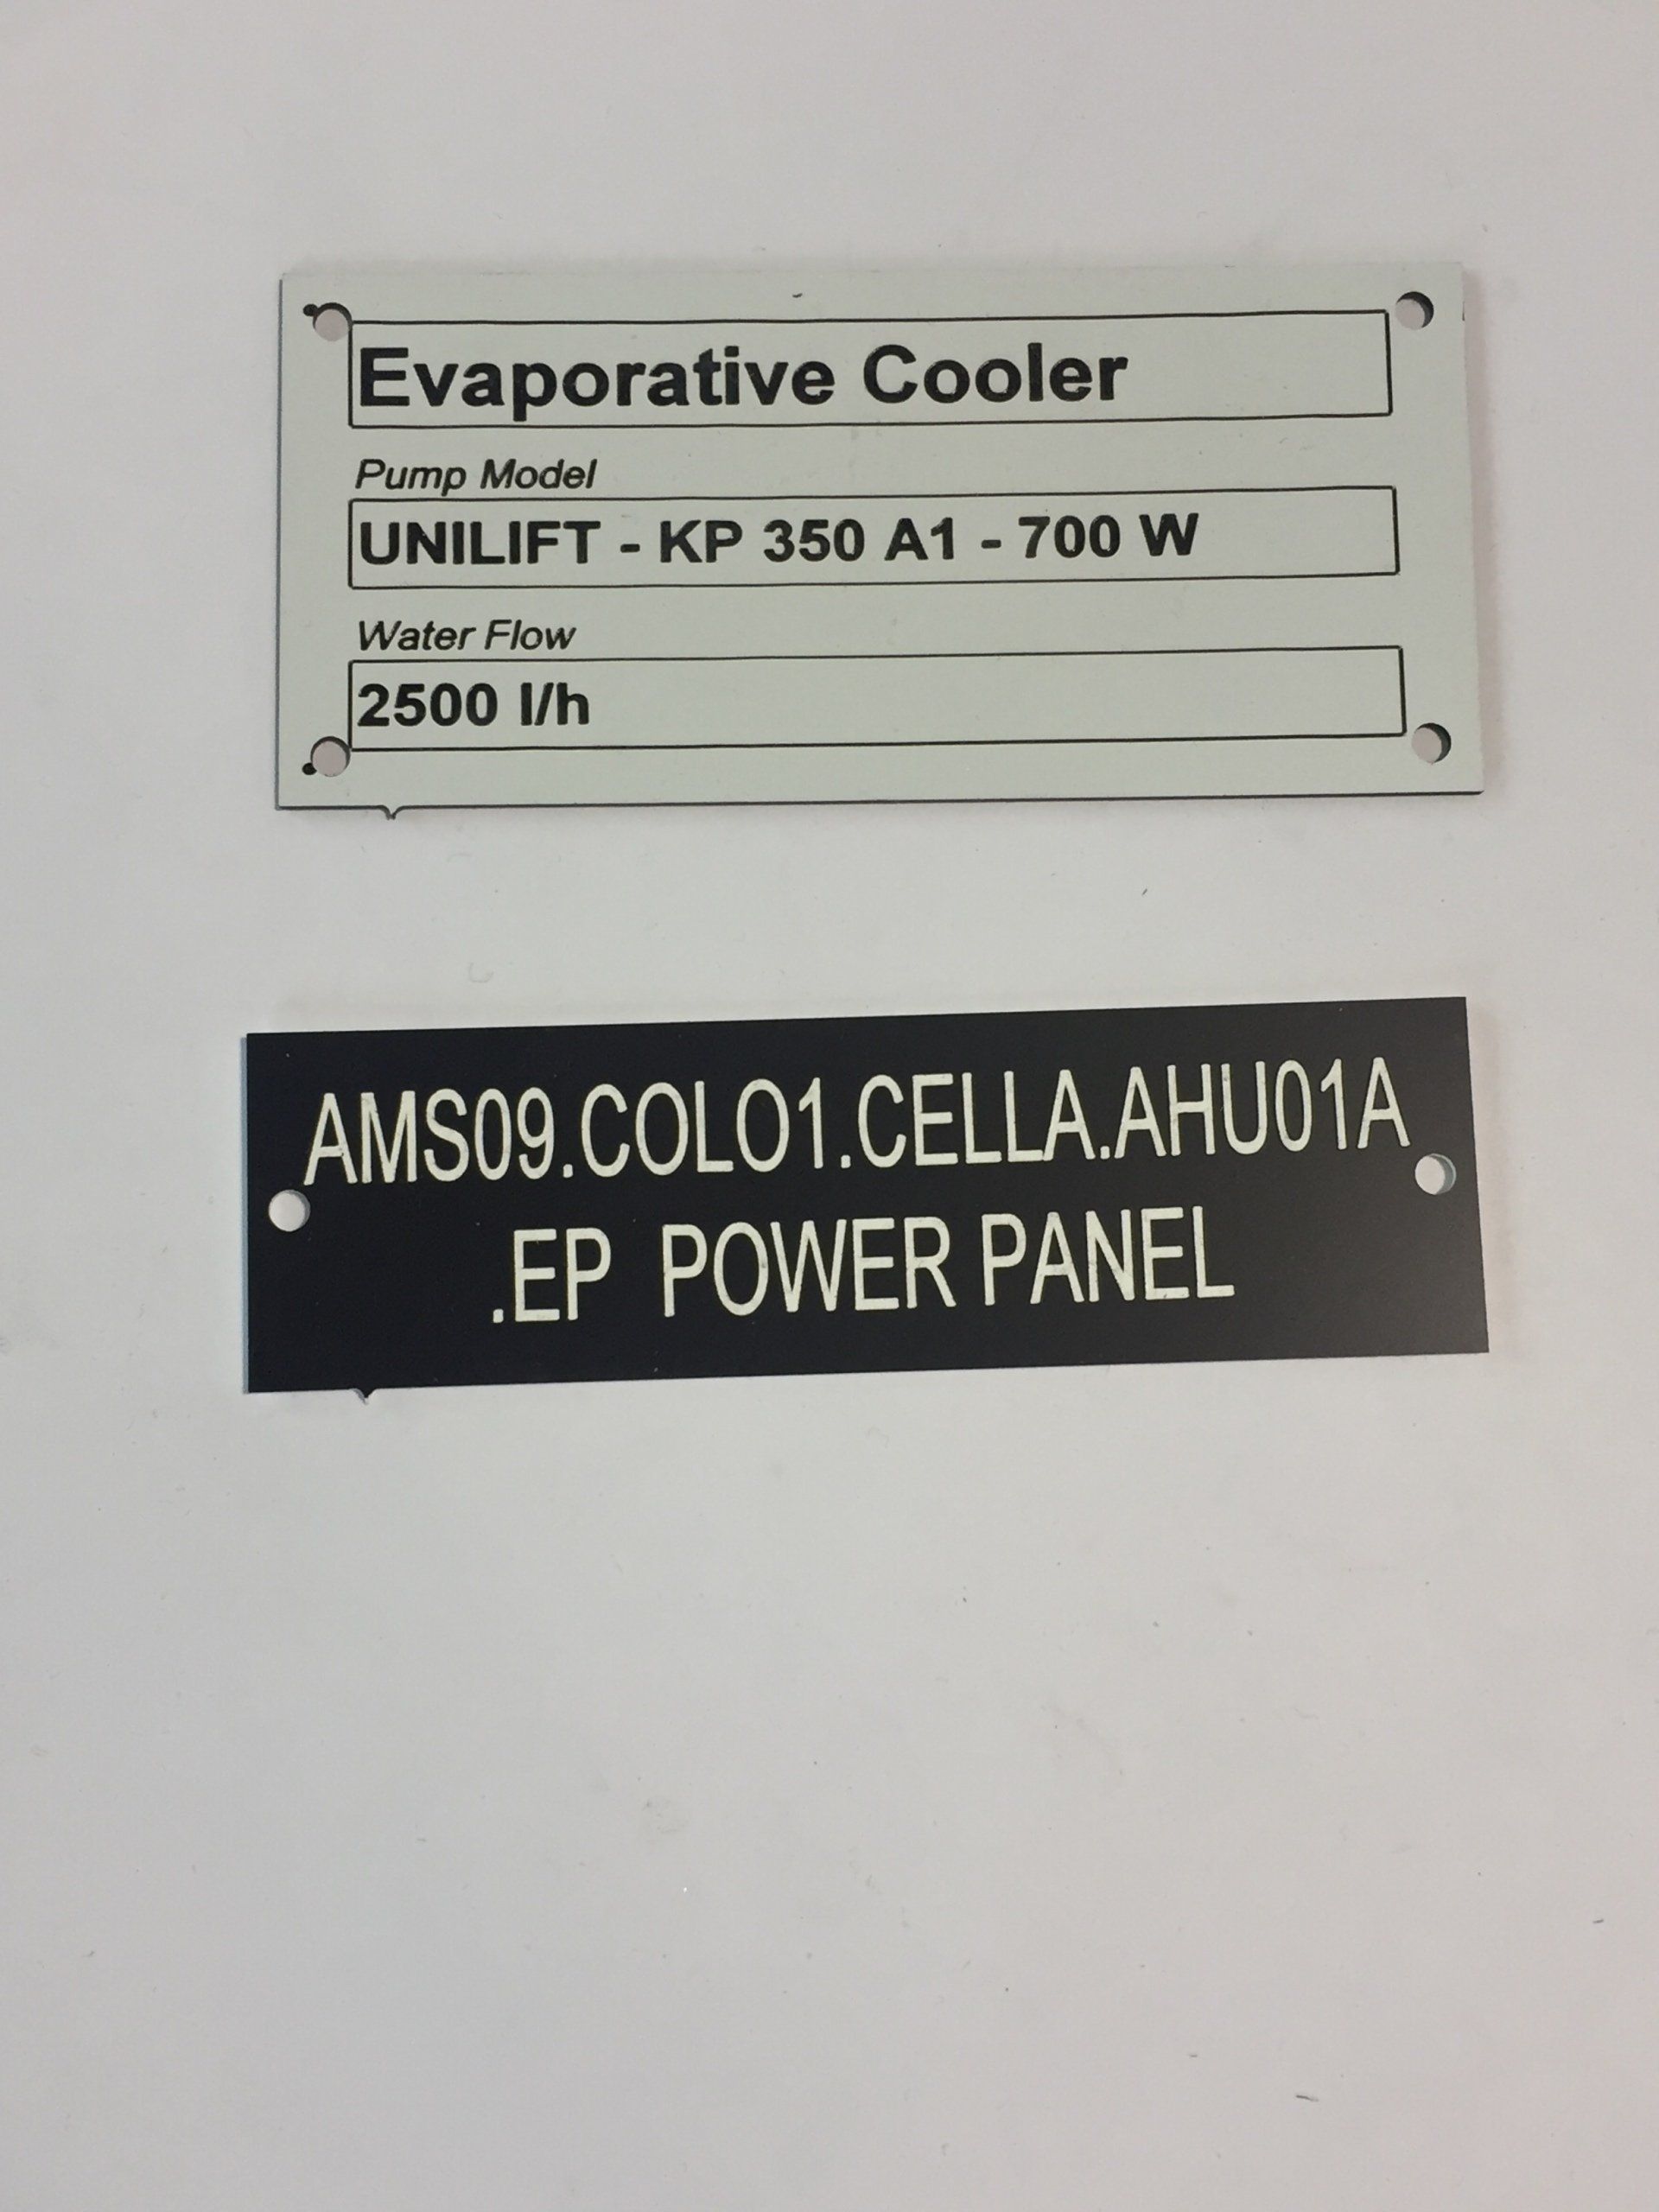 Evaporative Cooler
Pump Model
UNILIFT - KP 350 A1 - 700 W
Water Flow
2500 l/h
AMS09.COLO1.CELLA.AHU01A
.EP POWER PANEL